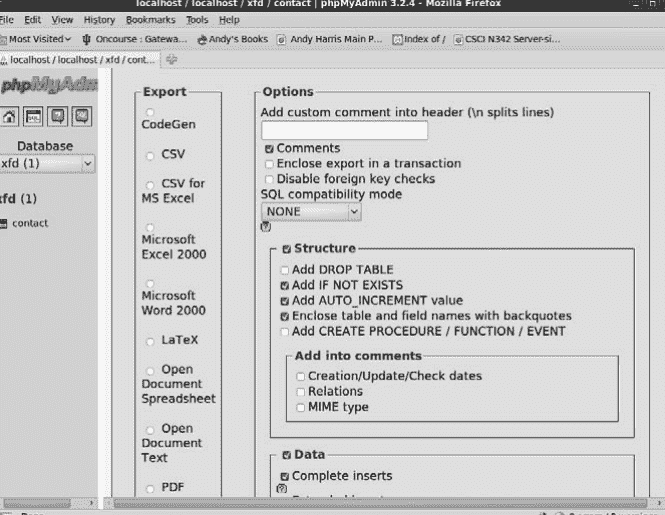 localhost / localhost / xfd / contact | phpMyAdmin 3.2.4 - Mozilla Firefox
File Edit View History Bookmarks Tools Help
Most Visited Oncourse : Gatewa... Andy's Books Andy Harris Main P... Index of / CSCI N342 Server-si...
localhost / localhost / xfd / cont...
phpMyAdm
Database
xfd (1)
xfd (1)
contact
Export
CodeGen
CSV
CSV for
MS Excel
Microsoft
Excel 2000
Microsoft
Word 2000
LaTeX
Open
Document
Spreadsheet
Open
Document
Text
PDF
Options
Add custom comment into header (\n splits lines)
Comments
Enclose export in a transaction
Disable foreign key checks
SQL compatibility mode
NONE
Structure
Add DROP TABLE
Add IF NOT EXISTS
Add AUTO_INCREMENT value
Enclose table and field names with backquotes
Add CREATE PROCEDURE / FUNCTION / EVENT
Add into comments
Creation/Update/Check dates
Relations
MIME type
Data
Complete inserts